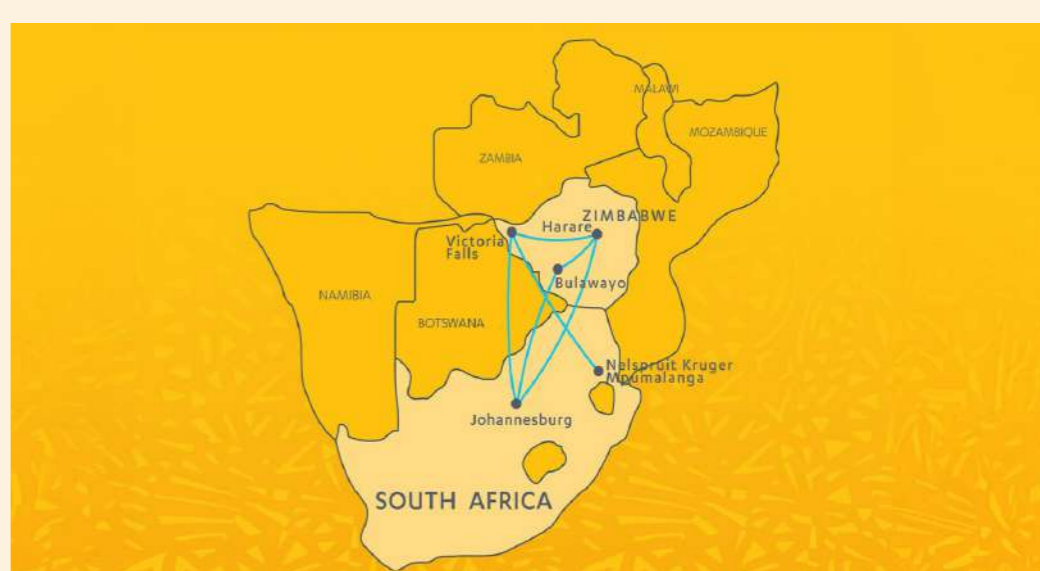 MALAWI
MOZAMBIQUE
ZAMBIA
ZIMBABWE
Harare
Victoria
Falls
Bulawayo
NAMIBIA
BOTSWANA
Nelspruit Kruger
Mpumalanga
Johannesburg
SOUTH AFRICA